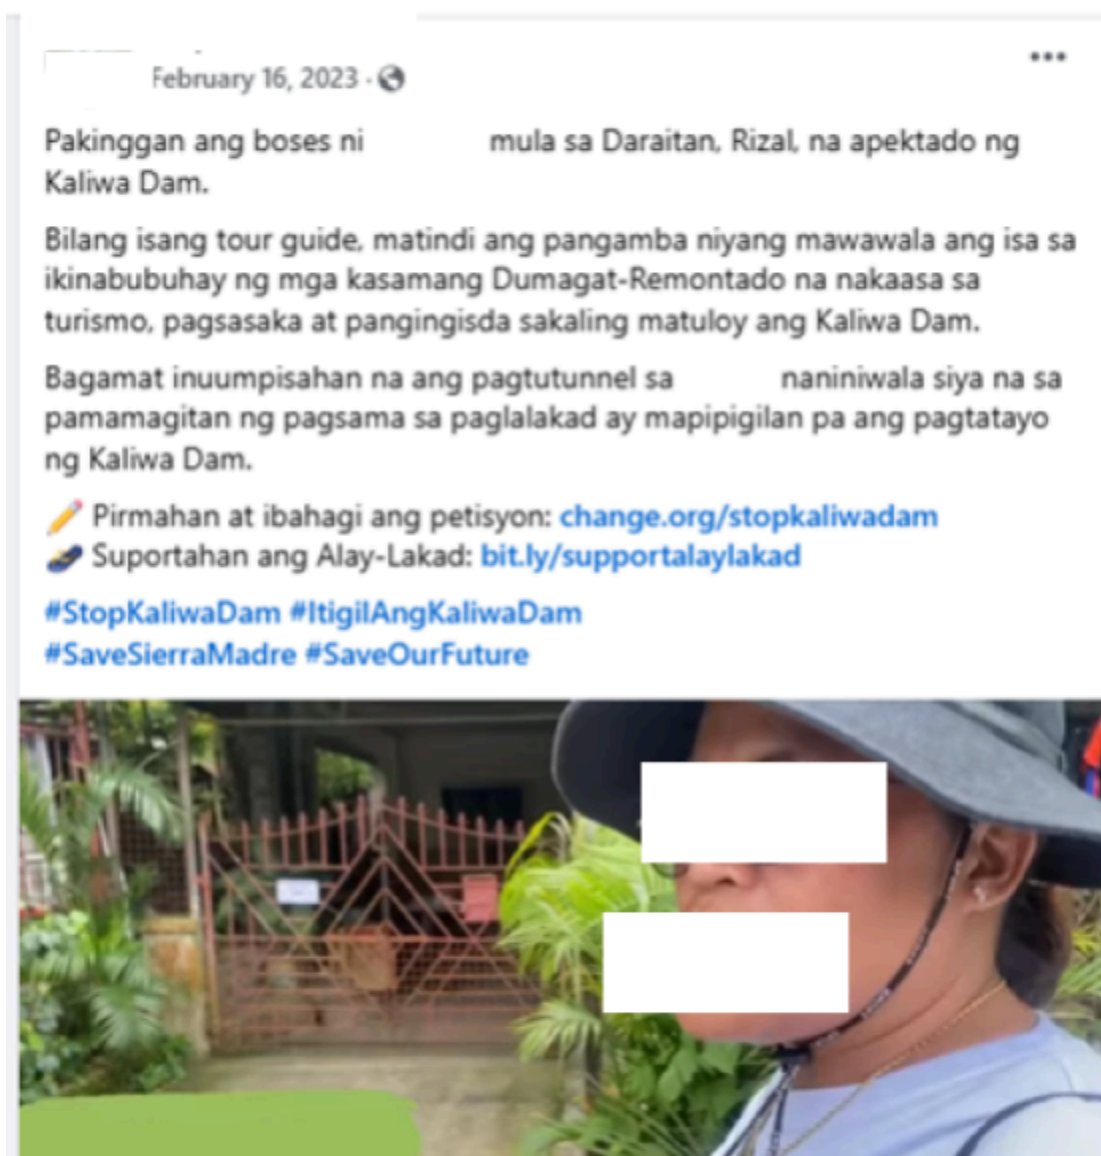 February 16, 2023 ·
Pakinggan ang boses ni mula sa Daraitan, Rizal, na apektado ng
Kaliwa Dam.
Bilang isang tour guide, matindi ang pangamba niyang mawawala ang isa sa
ikinabubuhay ng mga kasamang Dumagat-Remontado na nakaasa sa
turismo, pagsasaka at pangingisda sakaling matuloy ang Kaliwa Dam.
Bagamat inuumpisahan na ang pagtutunnel sa naniniwala siya na sa
pamamagitan ng pagsama sa paglalakad ay mapipigilan pa ang pagtatayo
ng Kaliwa Dam.
Pirmahan at ibahagi ang petisyon: change.org/stopkaliwadam
Suportahan ang Alay-Lakad: bit.ly/supportalaylakad
#StopKaliwaDam #ItigilAngKaliwaDam
#SaveSierraMadre #SaveOurFuture